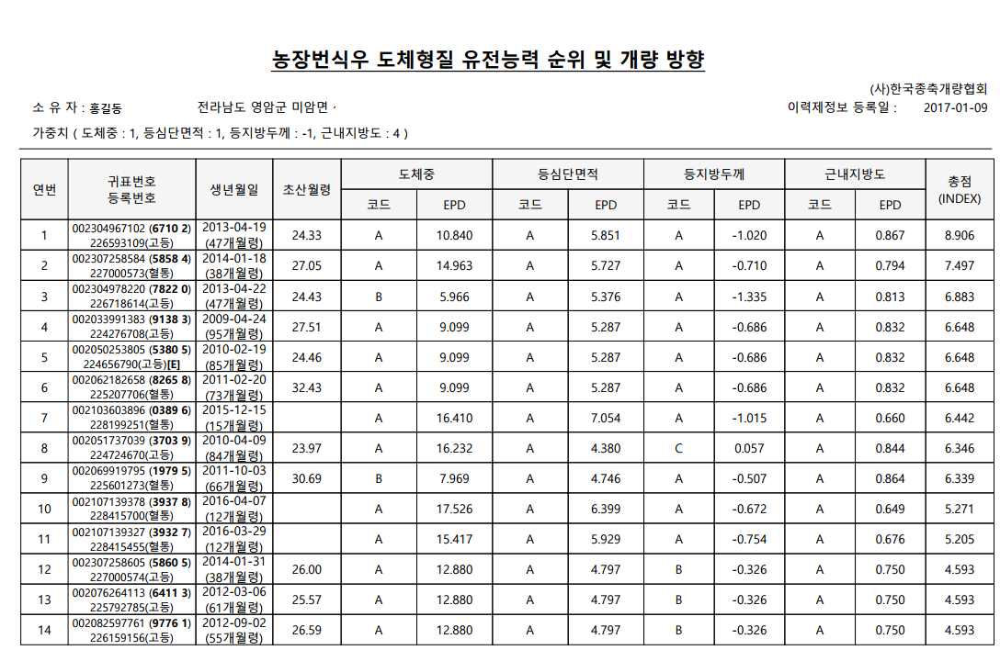 농장번식우 도체형질 유전능력 순위 및 개량 방향
(사)한국종축개량협회
소 유 자 : 홍길동 전라남도 영암군 미암면 이력제정보 등록일 : 2017-01-09
가중치 ( 도체중 : 1, 등심단면적 : 1, 등지방두께 : -1, 근내지방도 : 4 )
연번 귀표번호 등록번호 생년월일 초산월령 도체중 등심단면적 등지방두께 근내지방도 총점 (INDEX)
코드 EPD 코드 EPD 코드 EPD 코드 EPD
1 002304967102 (6710 2) 226593109(고등) 2013-04-19 (47개월령) 24.33 A 10.840 A 5.851 A -1.020 A 0.867 8.906
2 002307258584 (5858 4) 227000573(혈통) 2014-01-18 (38개월령) 27.05 A 14.963 A 5.727 A -0.710 A 0.794 7.497
3 002304978220 (7822 0) 226718614(고등) 2013-04-22 (47개월령) 24.43 B 5.966 A 5.376 A -1.335 A 0.813 6.883
4 002033991383 (9138 3) 224276708(고등) 2009-04-24 (95개월령) 27.51 A 9.099 A 5.287 A -0.686 A 0.832 6.648
5 002050253805 (5380 5) 224656790(고등)[E] 2010-02-19 (85개월령) 24.46 A 9.099 A 5.287 A -0.686 A 0.832 6.648
6 002062182658 (8265 8) 225207706(혈통) 2011-02-20 (73개월령) 32.43 A 9.099 A 5.287 A -0.686 A 0.832 6.648
7 002103603896 (0389 6) 228199251(혈통) 2015-12-15 (15개월령) A 16.410 A 7.054 A -1.015 A 0.660 6.442
8 002051737039 (3703 9) 224724670(고등) 2010-04-09 (84개월령) 23.97 A 16.232 A 4.380 C 0.057 A 0.844 6.346
9 002069919795 (1979 5) 225601273(혈통) 2011-10-03 (66개월령) 30.69 B 7.969 A 4.746 A -0.507 A 0.864 6.339
10 002107139378 (3937 8) 228415700(혈통) 2016-04-07 (12개월령) A 17.526 A 6.399 A -0.672 A 0.649 5.271
11 002107139327 (3932 7) 228415455(혈통) 2016-03-29 (12개월령) A 15.417 A 5.929 A -0.754 A 0.676 5.205
12 002307258605 (5860 5) 227000574(고등) 2014-01-31 (38개월령) 26.00 A 12.880 A 4.797 B -0.326 A 0.750 4.593
13 002076264113 (6411 3) 225792785(고등) 2012-03-06 (61개월령) 25.57 A 12.880 A 4.797 B -0.326 A 0.750 4.593
14 002082597761 (9776 1) 226159156(고등) 2012-09-02 (55개월령) 26.59 A 12.880 A 4.797 B -0.326 A 0.750 4.593